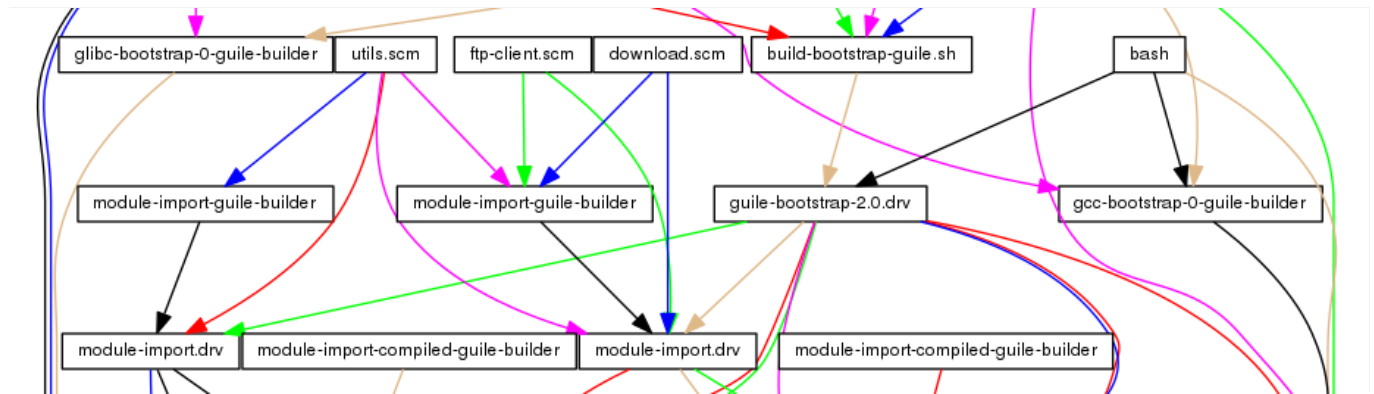 glibc-bootstrap-0-guile-builder
utils.scm
ftp-client.scm
download.scm
build-bootstrap-guile.sh
bash
module-import-guile-builder
module-import-guile-builder
guile-bootstrap-2.0.drv
gcc-bootstrap-0-guile-builder
module-import.drv
module-import-compiled-guile-builder
module-import.drv
module-import-compiled-guile-builder